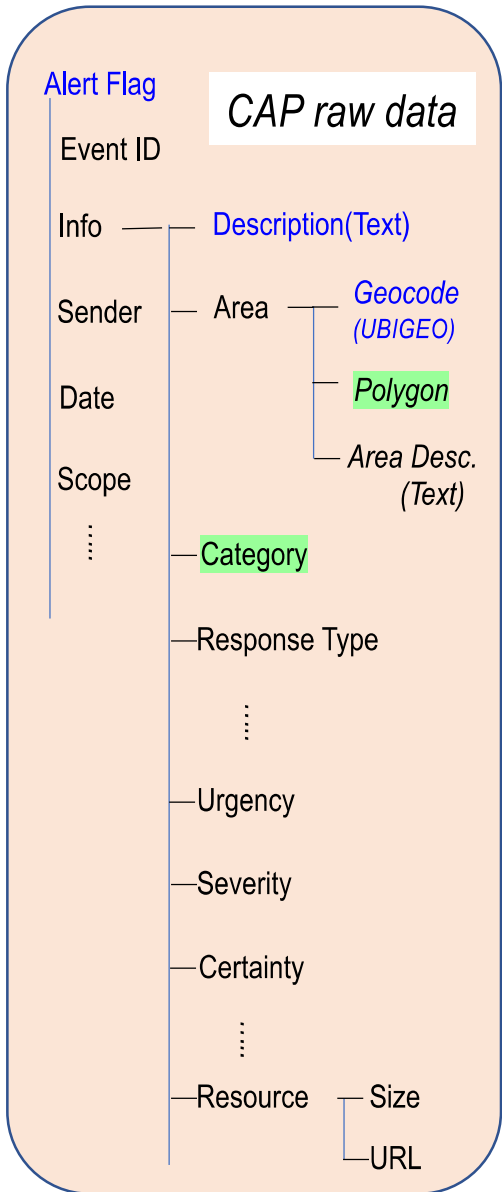 Alert Flag
CAP raw data
Event ID
Info
Description(Text)
Sender
Area
Geocode
(UBIGEO)
Date
Polygon
Scope
Area Desc.
(Text)
Category
Response Type
Urgency
Severity
Certainty
Resource
Size
URL